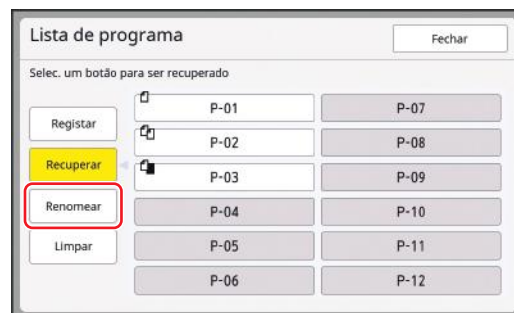 Lista de programa
Fechar
Selec. um botão para ser recuperado
Registar
Recuperar
Renomear
Limpar
P-01
P-02
P-03
P-04
P-05
P-06
P-07
P-08
P-09
P-10
P-11
P-12